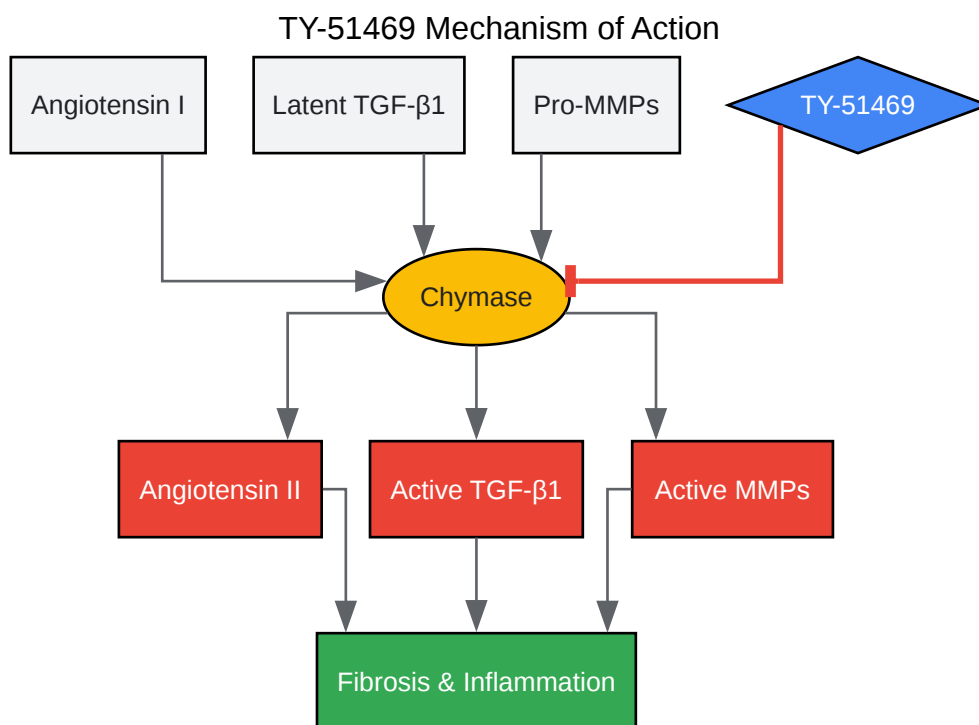 TY-51469 Mechanism of Action
Angiotensin I
Latent TGF-β1
Pro-MMPs
TY-51469
Chymase
Angiotensin II
Active TGF-β1
Active MMPs
Fibrosis & Inflammation